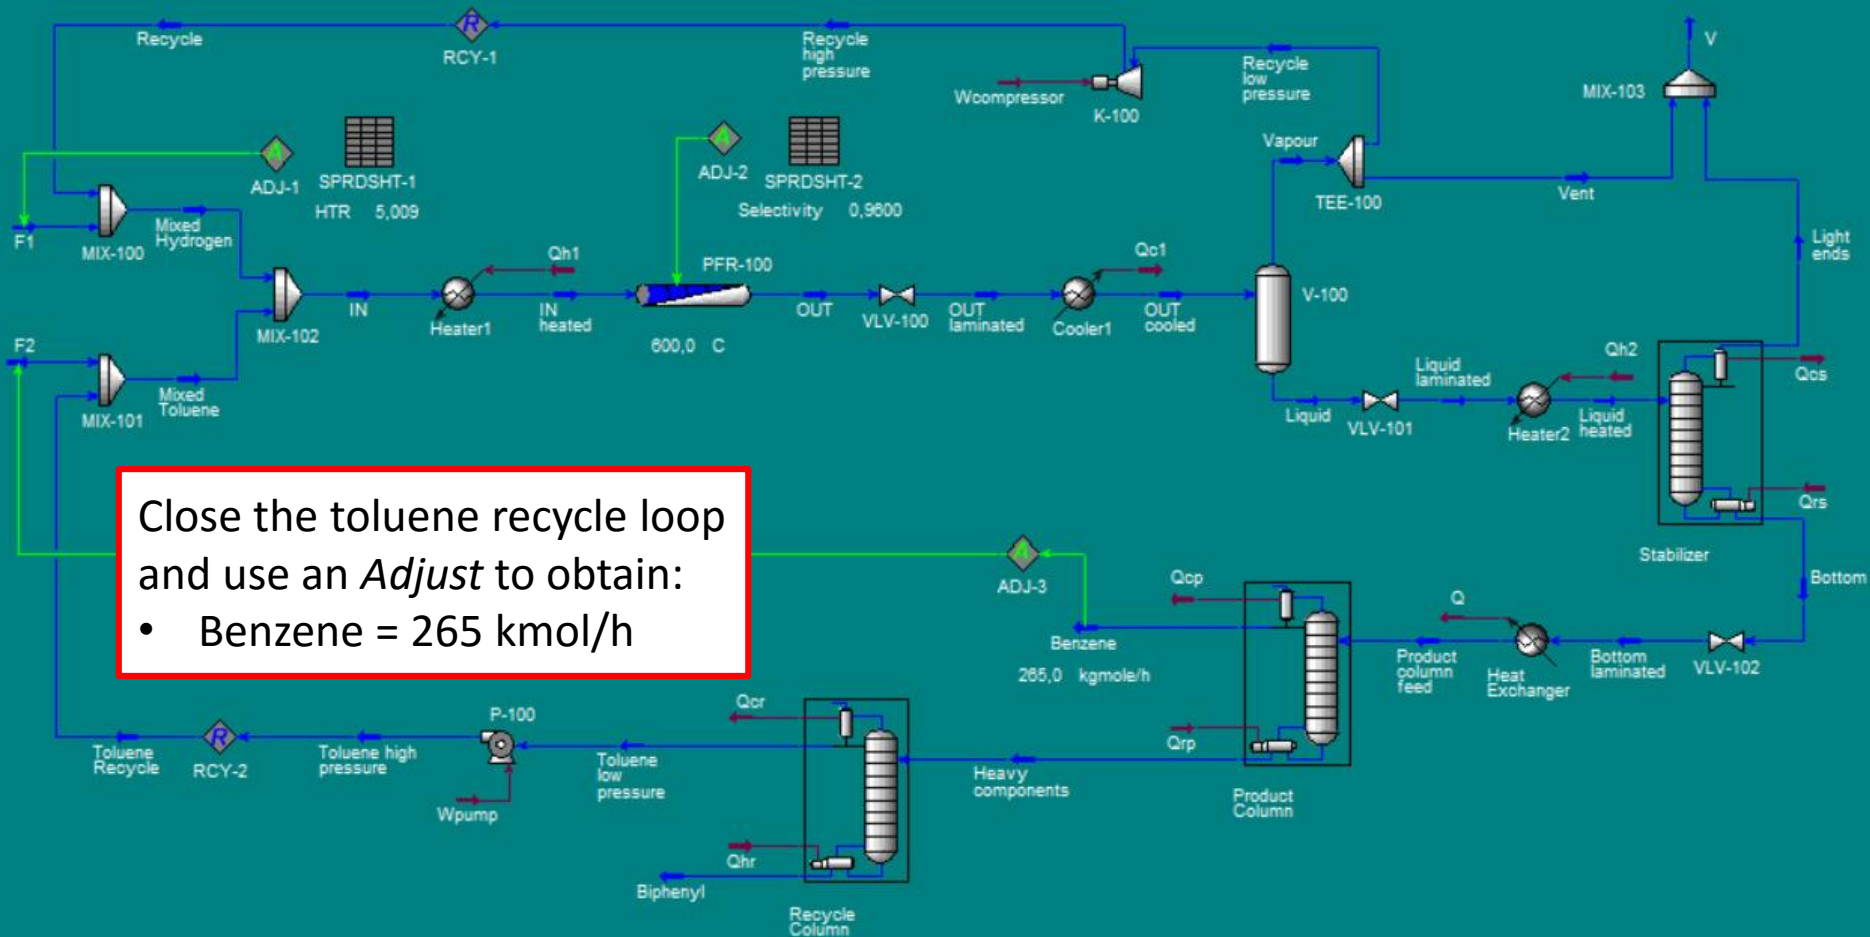 Recycle
RCY-1
Recycle
high
pressure
Recycle
low
pressure
V
MIX-103
Wcompressor
K-100
Vapour
TEE-100
Vent
ADJ-1
SPRDSHT-1
HTR 5,009
ADJ-2
SPRDSHT-2
Selectivity 0,9600
F1
MIX-100
Mixed
Hydrogen
Light
ends
Qh1
PFR-100
Qc1
V-100
IN
Heater1
IN
heated
600,0 C
OUT
VLV-100
OUT
laminated
Cooler1
OUT
cooled
MIX-102
F2
MIX-101
Mixed
Toluene
Liquid
laminated
Qh2
Qcs
Liquid
VLV-101
Heater2
Liquid
heated
Qrs
Stabilizer
Bottom
Close the toluene recycle loop
and use an Adjust to obtain:
• Benzene = 265 kmol/h
ADJ-3
Benzene
265,0 kgmole/h
Qcp
Q
Product
column
feed
Heat
Exchanger
Bottom
laminated
VLV-102
Qrp
Product
Column
Heavy
components
Qcr
P-100
Toluene
Recycle
RCY-2
Toluene high
pressure
Toluene
low
pressure
Wpump
Qhr
Biphenyl
Recycle
Column